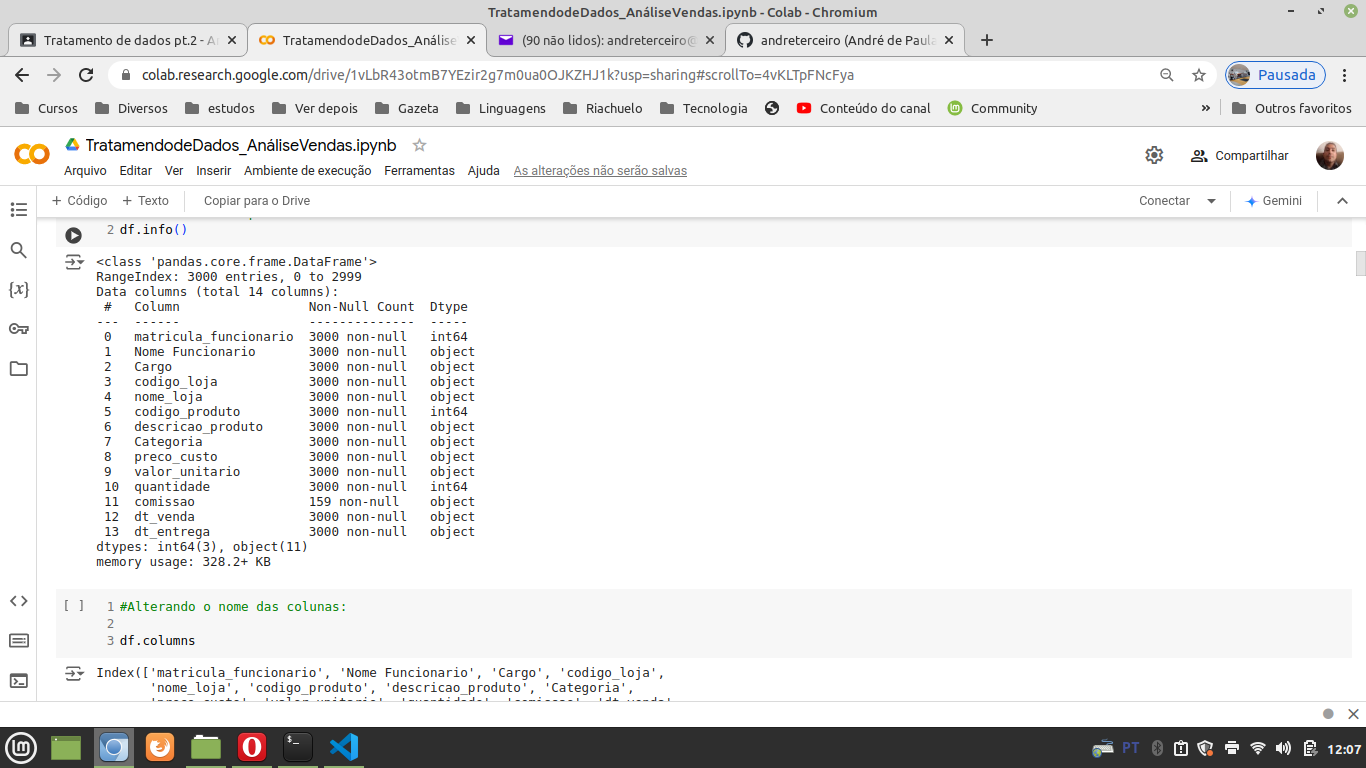 TratamendodeDados_AnáliseVendas.ipynb - Colab - Chromium
Tratamento de dados pt.2 - A
TratamendodeDados_Análise
(90 não lidos): andreterceiro@
andreterceiro (André de Paula
colab.research.google.com/drive/1vLbR43otmB7YEzir2g7m0ua0OJKZHJ1k?usp=sharing#scrollTo=4vKLTpFNcFya
Pausada
Cursos Diversos estudos Ver depois Gazeta Linguagens Riachuelo Tecnologia Conteúdo do canal Community » Outros favoritos
TratamendodeDados_AnáliseVendas.ipynb
Compartilhar
Arquivo Editar Ver Inserir Ambiente de execução Ferramentas Ajuda As alterações não serão salvas
+ Código + Texto Copiar para o Drive Conectar Gemini
2 df.info()
<class 'pandas.core.frame.DataFrame'>
RangeIndex: 3000 entries, 0 to 2999
Data columns (total 14 columns):
# Column Non-Null Count Dtype
--- ------ -------------- -----
0 matricula_funcionario 3000 non-null int64
1 Nome Funcionario 3000 non-null object
2 Cargo 3000 non-null object
3 codigo_loja 3000 non-null object
4 nome_loja 3000 non-null object
5 codigo_produto 3000 non-null int64
6 descricao_produto 3000 non-null object
7 Categoria 3000 non-null object
8 preco_custo 3000 non-null object
9 valor_unitario 3000 non-null object
10 quantidade 3000 non-null int64
11 comissao 159 non-null object
12 dt_venda 3000 non-null object
13 dt_entrega 3000 non-null object
dtypes: int64(3), object(11)
memory usage: 328.2+ KB
[ ] 1 #Alterando o nome das colunas:
2
3 df.columns
Index(['matricula_funcionario', 'Nome Funcionario', 'Cargo', 'codigo_loja',
'nome_loja', 'codigo_produto', 'descricao_produto', 'Categoria',
'preco_custo', 'valor_unitario', 'quantidade', 'comissao', 'dt_venda',
PT 12:07